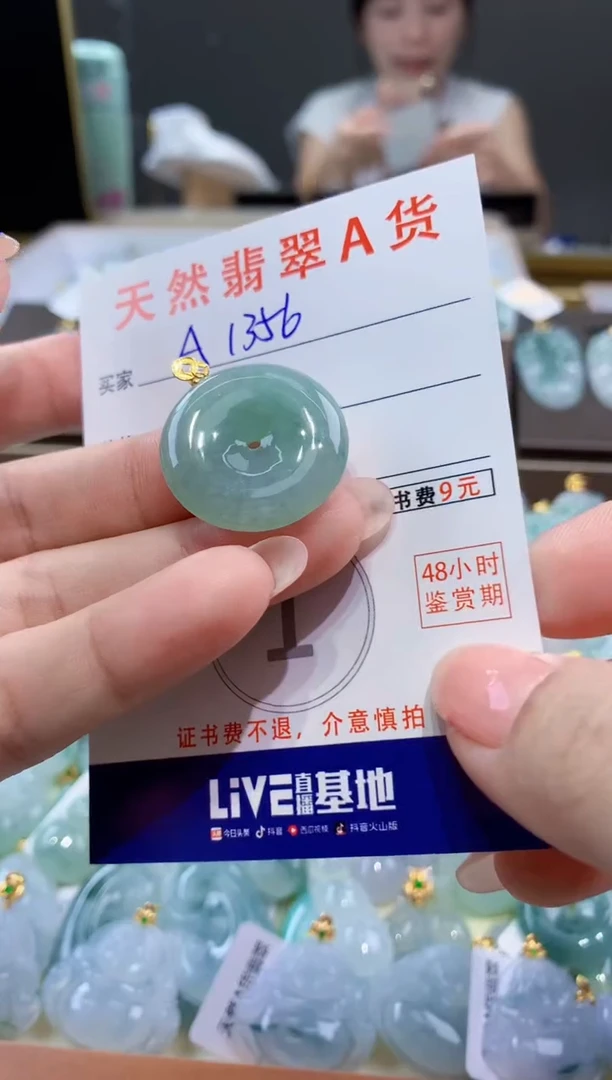 天然翡翠A货
A 1356
买家
书费9元
48小时
鉴赏期
1
证书费不退，介意慎拍
LiVE直播基地
今日头条 抖音 西瓜视频 抖音火山版